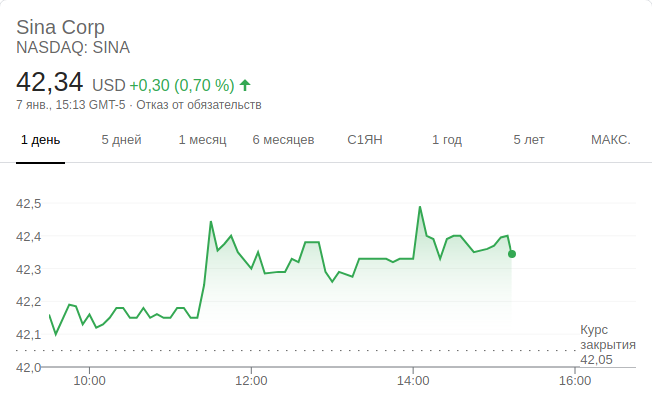 Sina Corp
NASDAQ: SINA
42,34 USD +0,30 (0,70 %)
7 янв., 15:13 GMT-5 · Отказ от обязательств
1 день 5 дней 1 месяц 6 месяцев С1ЯН 1 год 5 лет МАКС.
42,5
42,4
42,3
42,2
42,1
42,0
Курс
закрытия
42,05
10:00 12:00 14:00 16:00